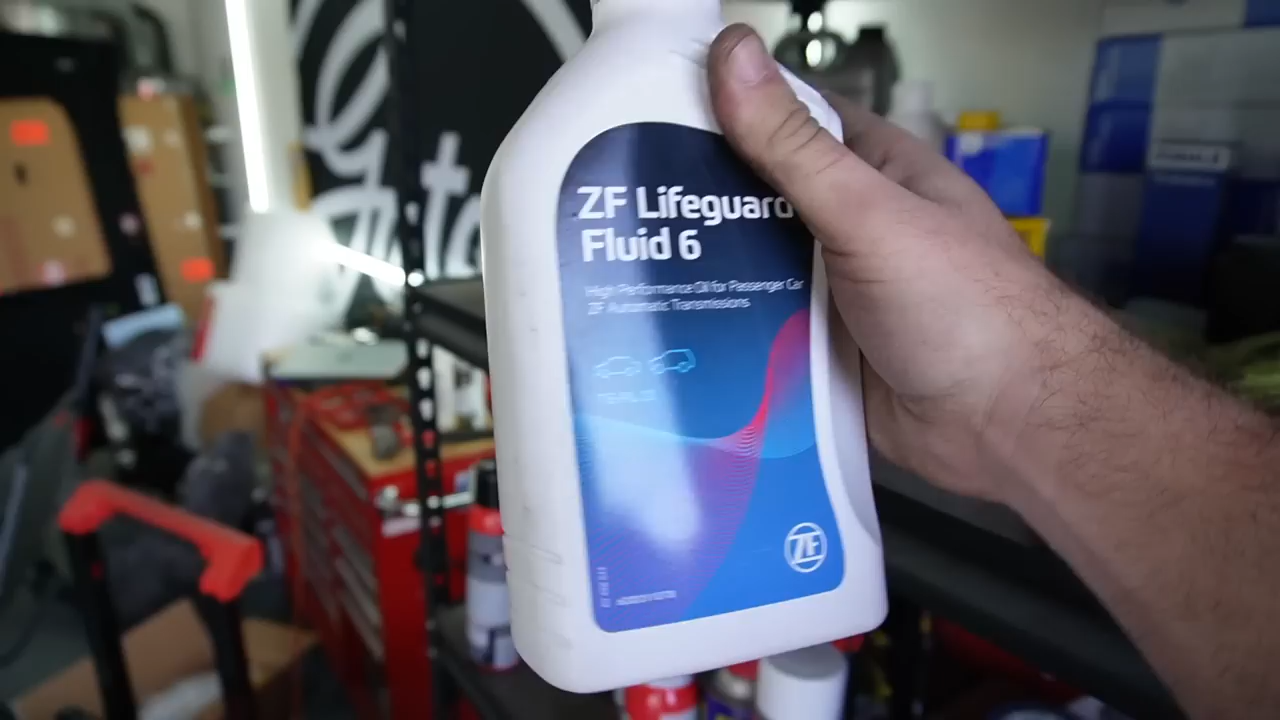 ZF Lifeguard
Fluid 6
High Performance Oil for Passenger Car
ZF Automatic Transmissions
ZF